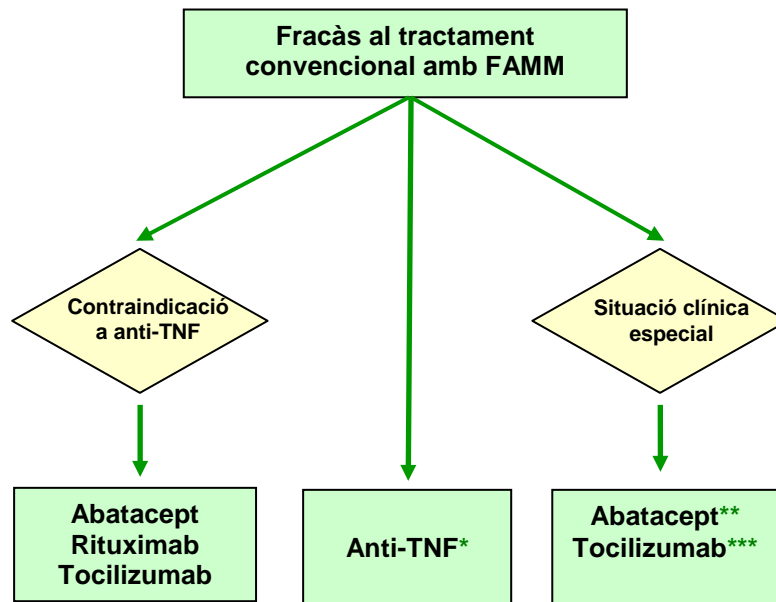 Fracàs al tractament
convencional amb FAMM
Contraindicació
a anti-TNF
Situació clínica
especial
Abatacept
Rituximab
Tocilizumab
Anti-TNF*
Abatacept**
Tocilizumab***